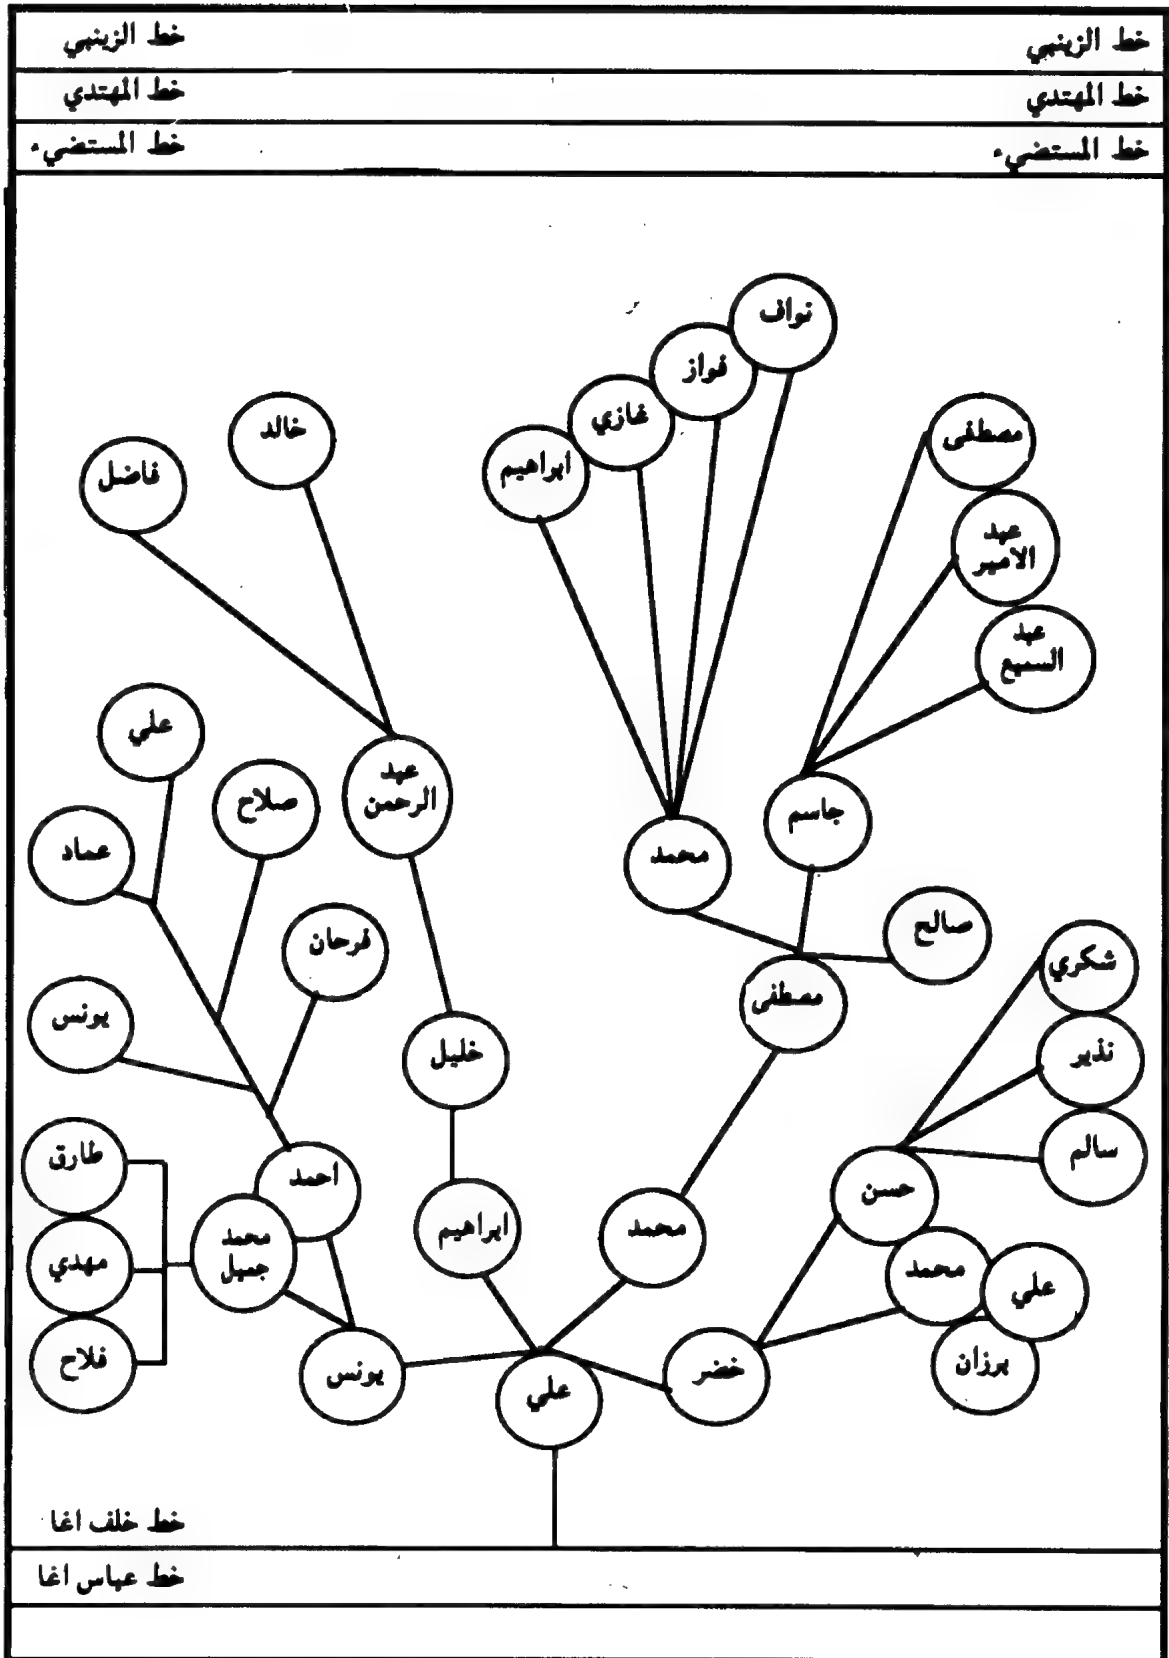 خط الزينبي خط الزينبي
خط المهتدي خط المهتدي
خط المستضيء خط المستضيء
نواف
فواز
غازي
ابراهيم
مصطفى
عبد
الامير
عبد
السميع
خالد
فاضل
جاسم
محمد
صالح
مصطفى
محمد
شكري
نذير
سالم
حسن
محمد
علي
برزان
خضر
عبد
الرحمن
خليل
ابراهيم
علي
عماد
صلاح
فرحان
يونس
احمد
محمد
جميل
طارق
مهدي
فلاح
يونس
علي
خط خلف اغا
خط عباس اغا